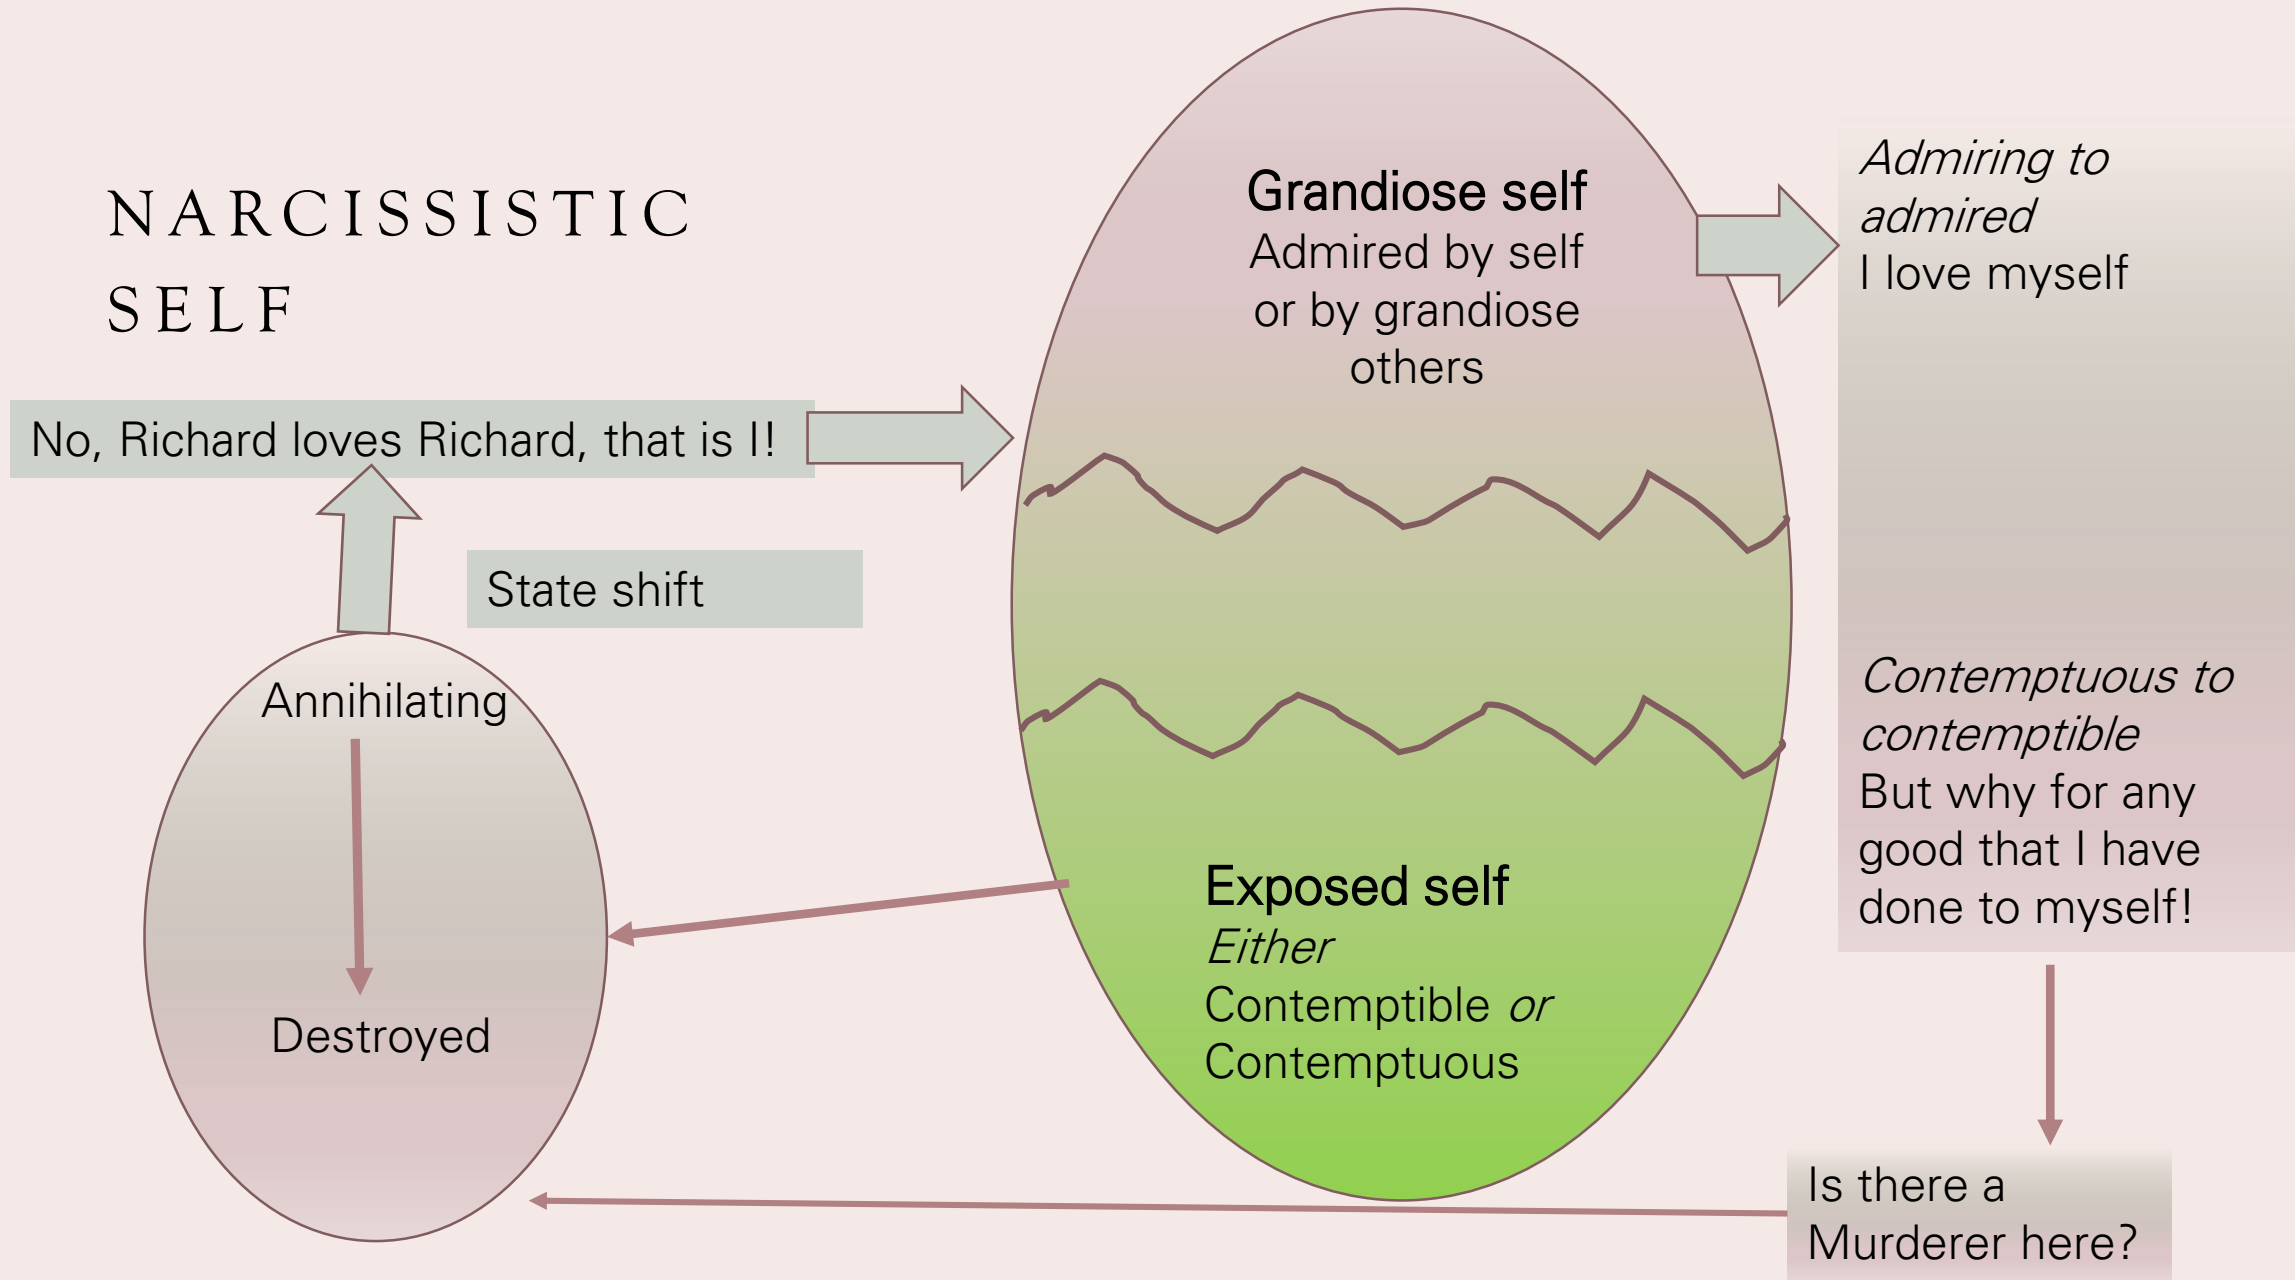 NARCISSISTIC
SELF
No, Richard loves Richard, that is I!
State shift
Annihilating
Destroyed
Grandiose self
Admired by self
or by grandiose
others
Exposed self
Either
Contemptible or
Contemptuous
Admiring to
admired
I love myself
Contemptuous to
contemptible
But why for any
good that I have
done to myself!
Is there a
Murderer here?